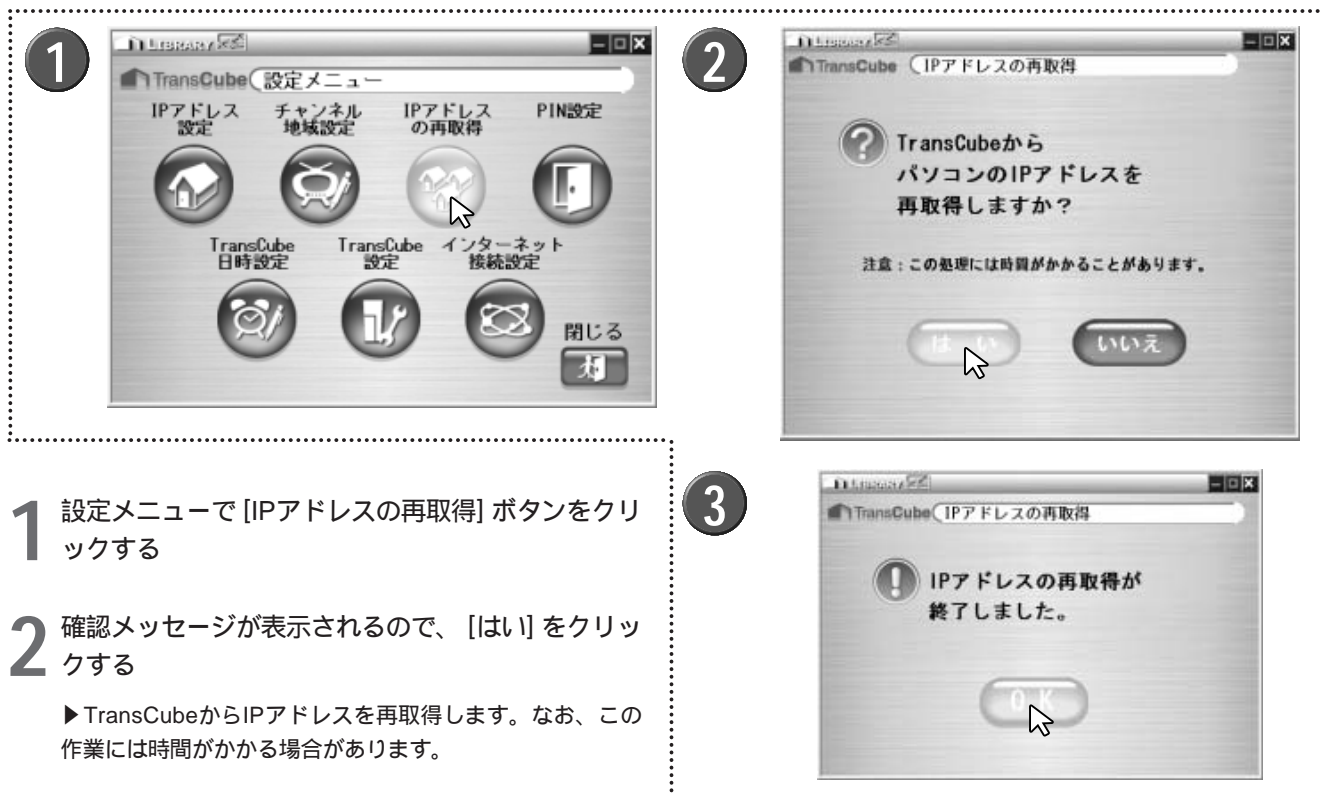 1
LIBRARY
TransCube 設定メニュー
IPアドレス
設定
チャンネル
地域設定
IPアドレス
の再取得
PIN設定
TransCube
日時設定
TransCube
設定
インターネット
接続設定
閉じる
2
LIBRARY
TransCube IPアドレスの再取得
TransCubeから
パソコンのIPアドレスを
再取得しますか？
注意：この処理には時間がかかることがあります。
はい
いいえ
1 設定メニューで [IPアドレスの再取得] ボタンをクリ
ックする
2 確認メッセージが表示されるので、 [はい] をクリッ
クする
▶TransCubeからIPアドレスを再取得します。なお、この
作業には時間がかかる場合があります。
3
LIBRARY
TransCube IPアドレスの再取得
IPアドレスの再取得が
終了しました。
OK